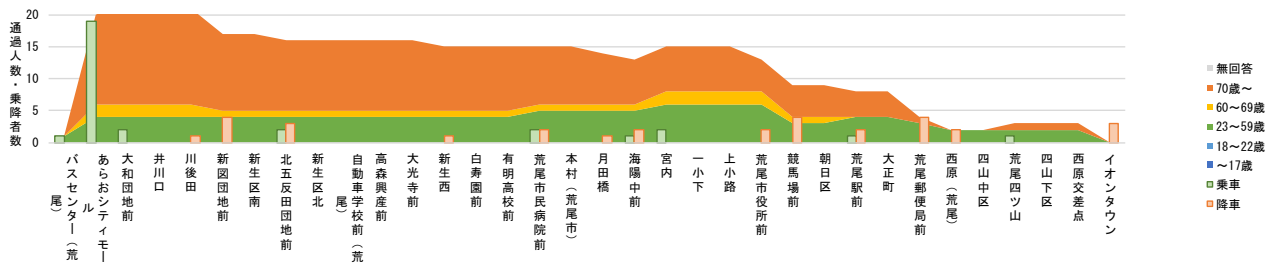 通過人数・乗降者数
20
15
10
5
0
バスセンター（荒尾）
あらおシティモール
大和団地前
井川口
川後田
新図団地前
新生区南
北五反田団地前
新生区北
自動車学校前（荒尾）
高森興産前
大光寺前
新生西
白寿園前
有明高校前
荒尾市民病院前
本村（荒尾市）
月田橋
海陽中前
宮内
一小下
上小路
荒尾市役所前
競馬場前
朝日区
荒尾駅前
大正町
荒尾郵便局前
西原（荒尾）
四山中区
荒尾四ツ山
四山下区
西原交差点
イオンタウン
無回答
70歳～
60～69歳
23～59歳
18～22歳
～17歳
乗車
降車